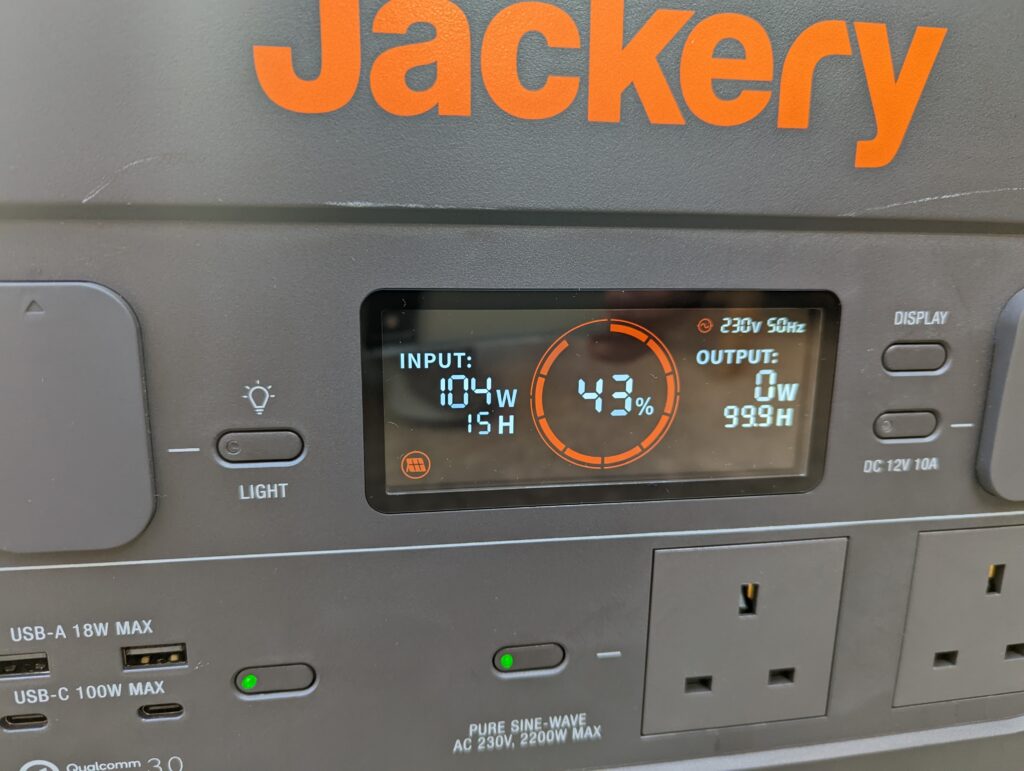 Jackery
INPUT:
104W
15H
43%
230V 50Hz
OUTPUT:
0W
99.9H
DISPLAY
DC 12V 10A
LIGHT
USB-A 18W MAX
USB-C 100W MAX
Qualcomm 3.0
PURE SINE-WAVE
AC 230V, 2200W MAX